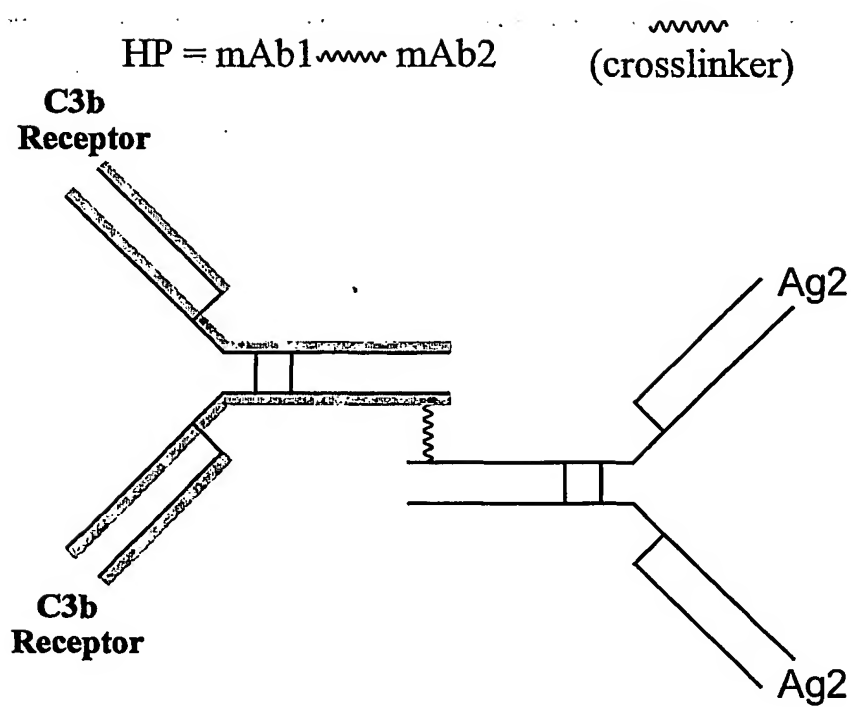 HP = mAb1 mAb2
(crosslinker)
C3b
Receptor
Ag2
C3b
Receptor
Ag2